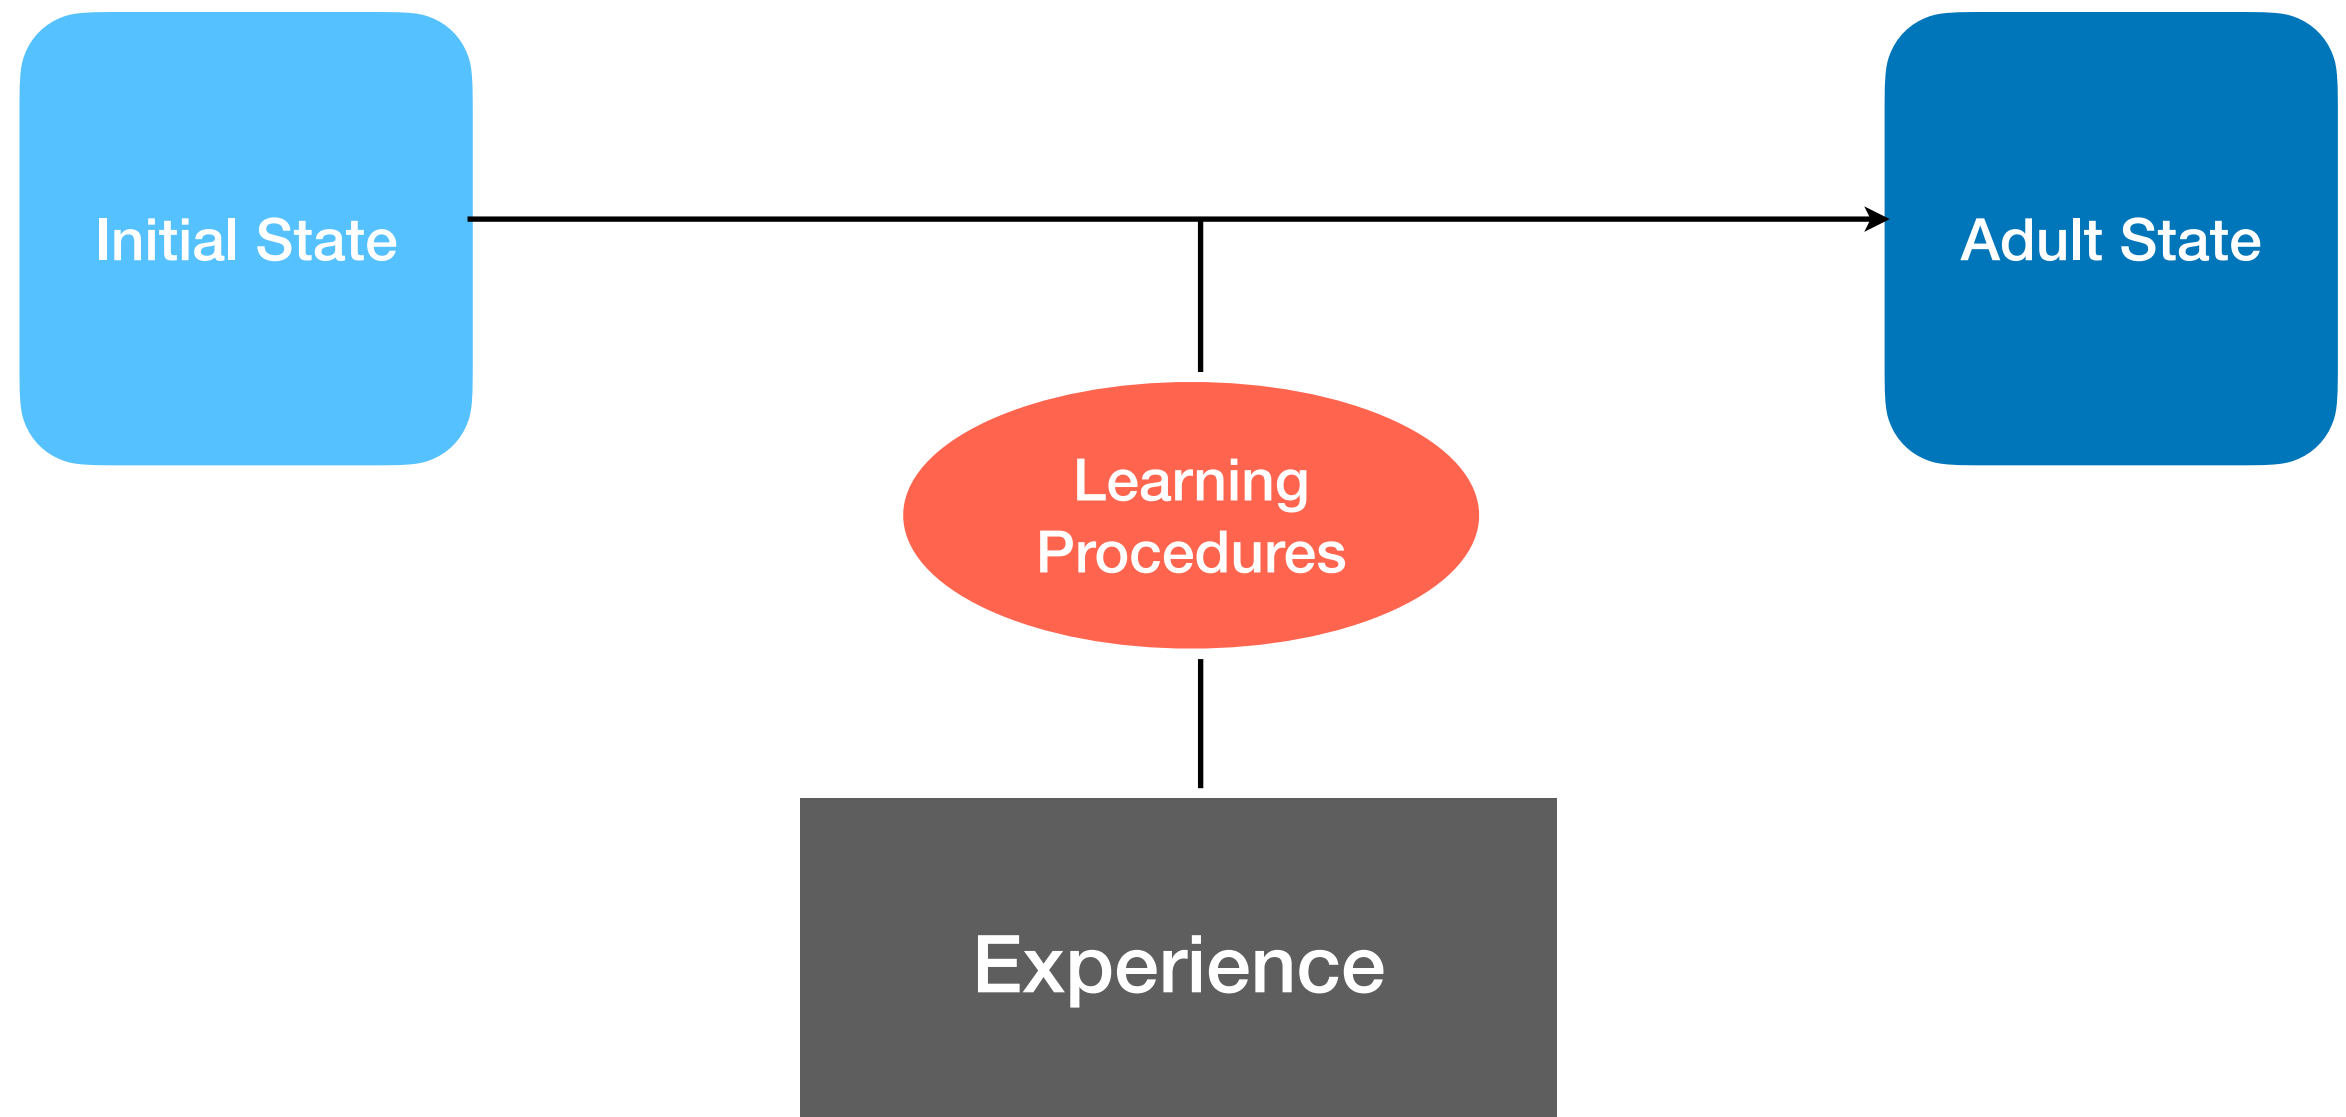 Initial State
Adult State
Learning
Procedures
Experience